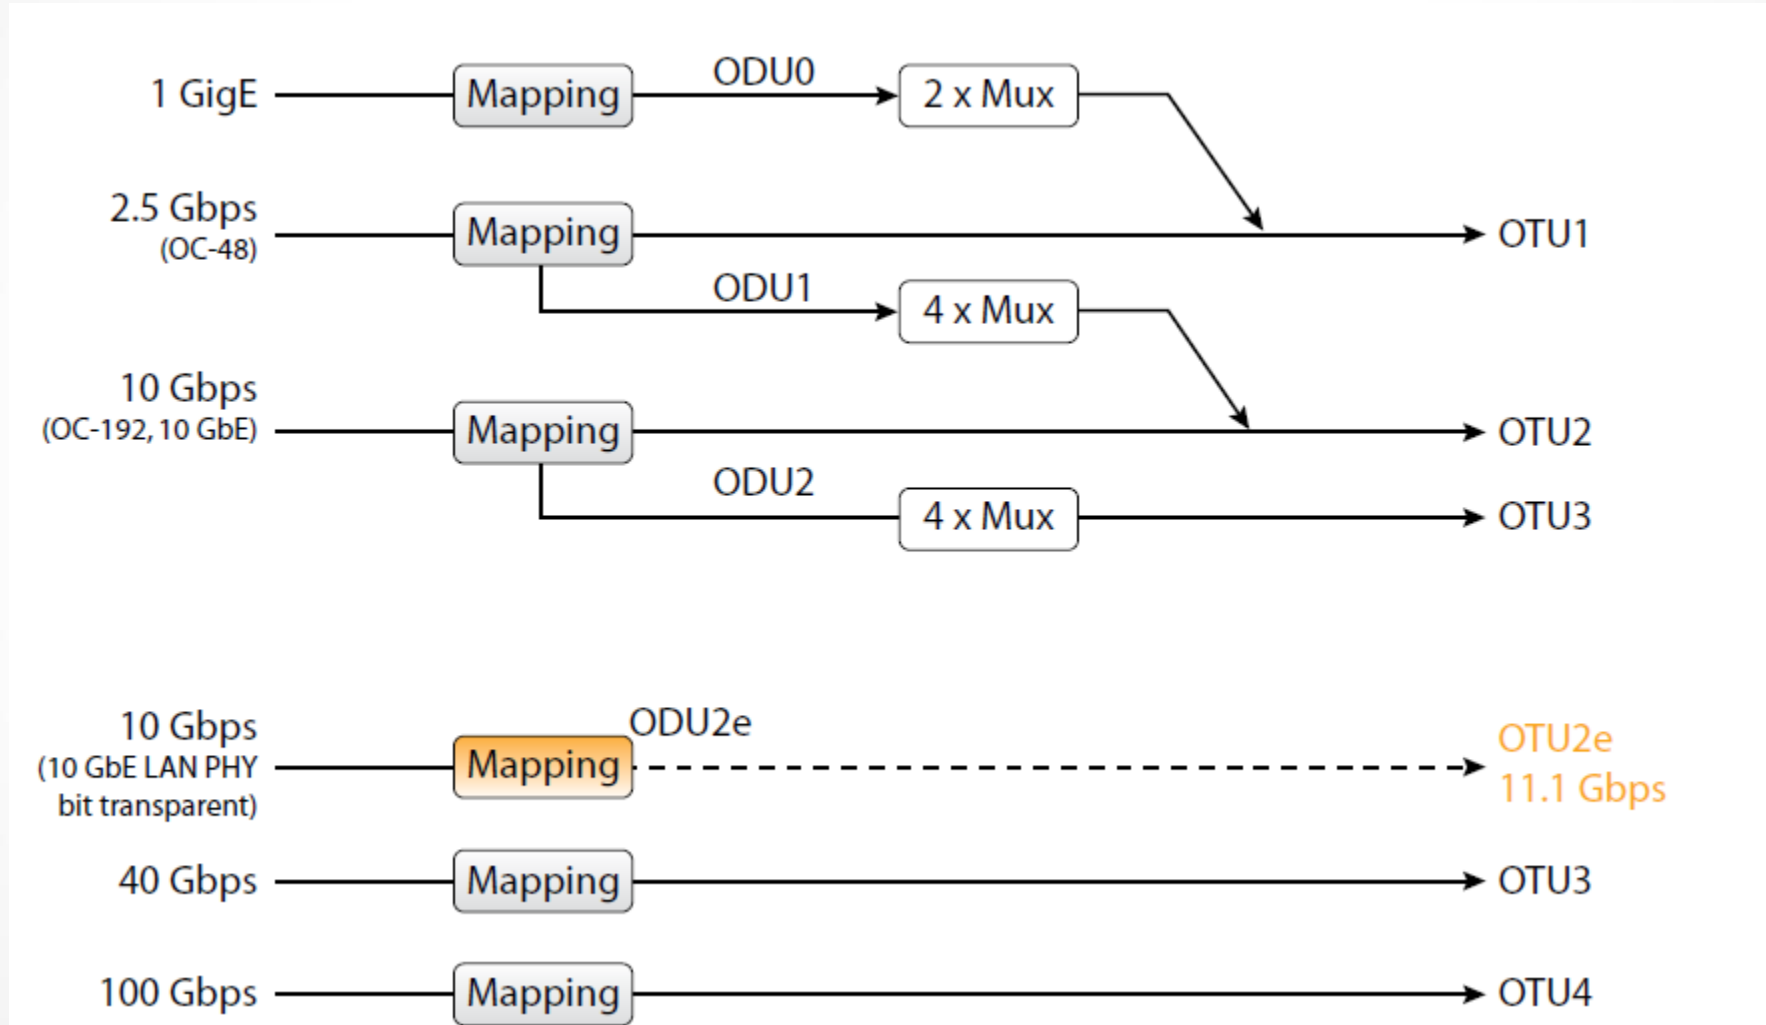 1 GigE
Mapping
ODU0
2 x Mux
2.5 Gbps
(OC-48)
Mapping
OTU1
ODU1
4 x Mux
10 Gbps
(OC-192, 10 GbE)
Mapping
OTU2
ODU2
4 x Mux
OTU3
10 Gbps
(10 GbE LAN PHY
bit transparent)
Mapping
ODU2e
OTU2e
11.1 Gbps
40 Gbps
Mapping
OTU3
100 Gbps
Mapping
OTU4